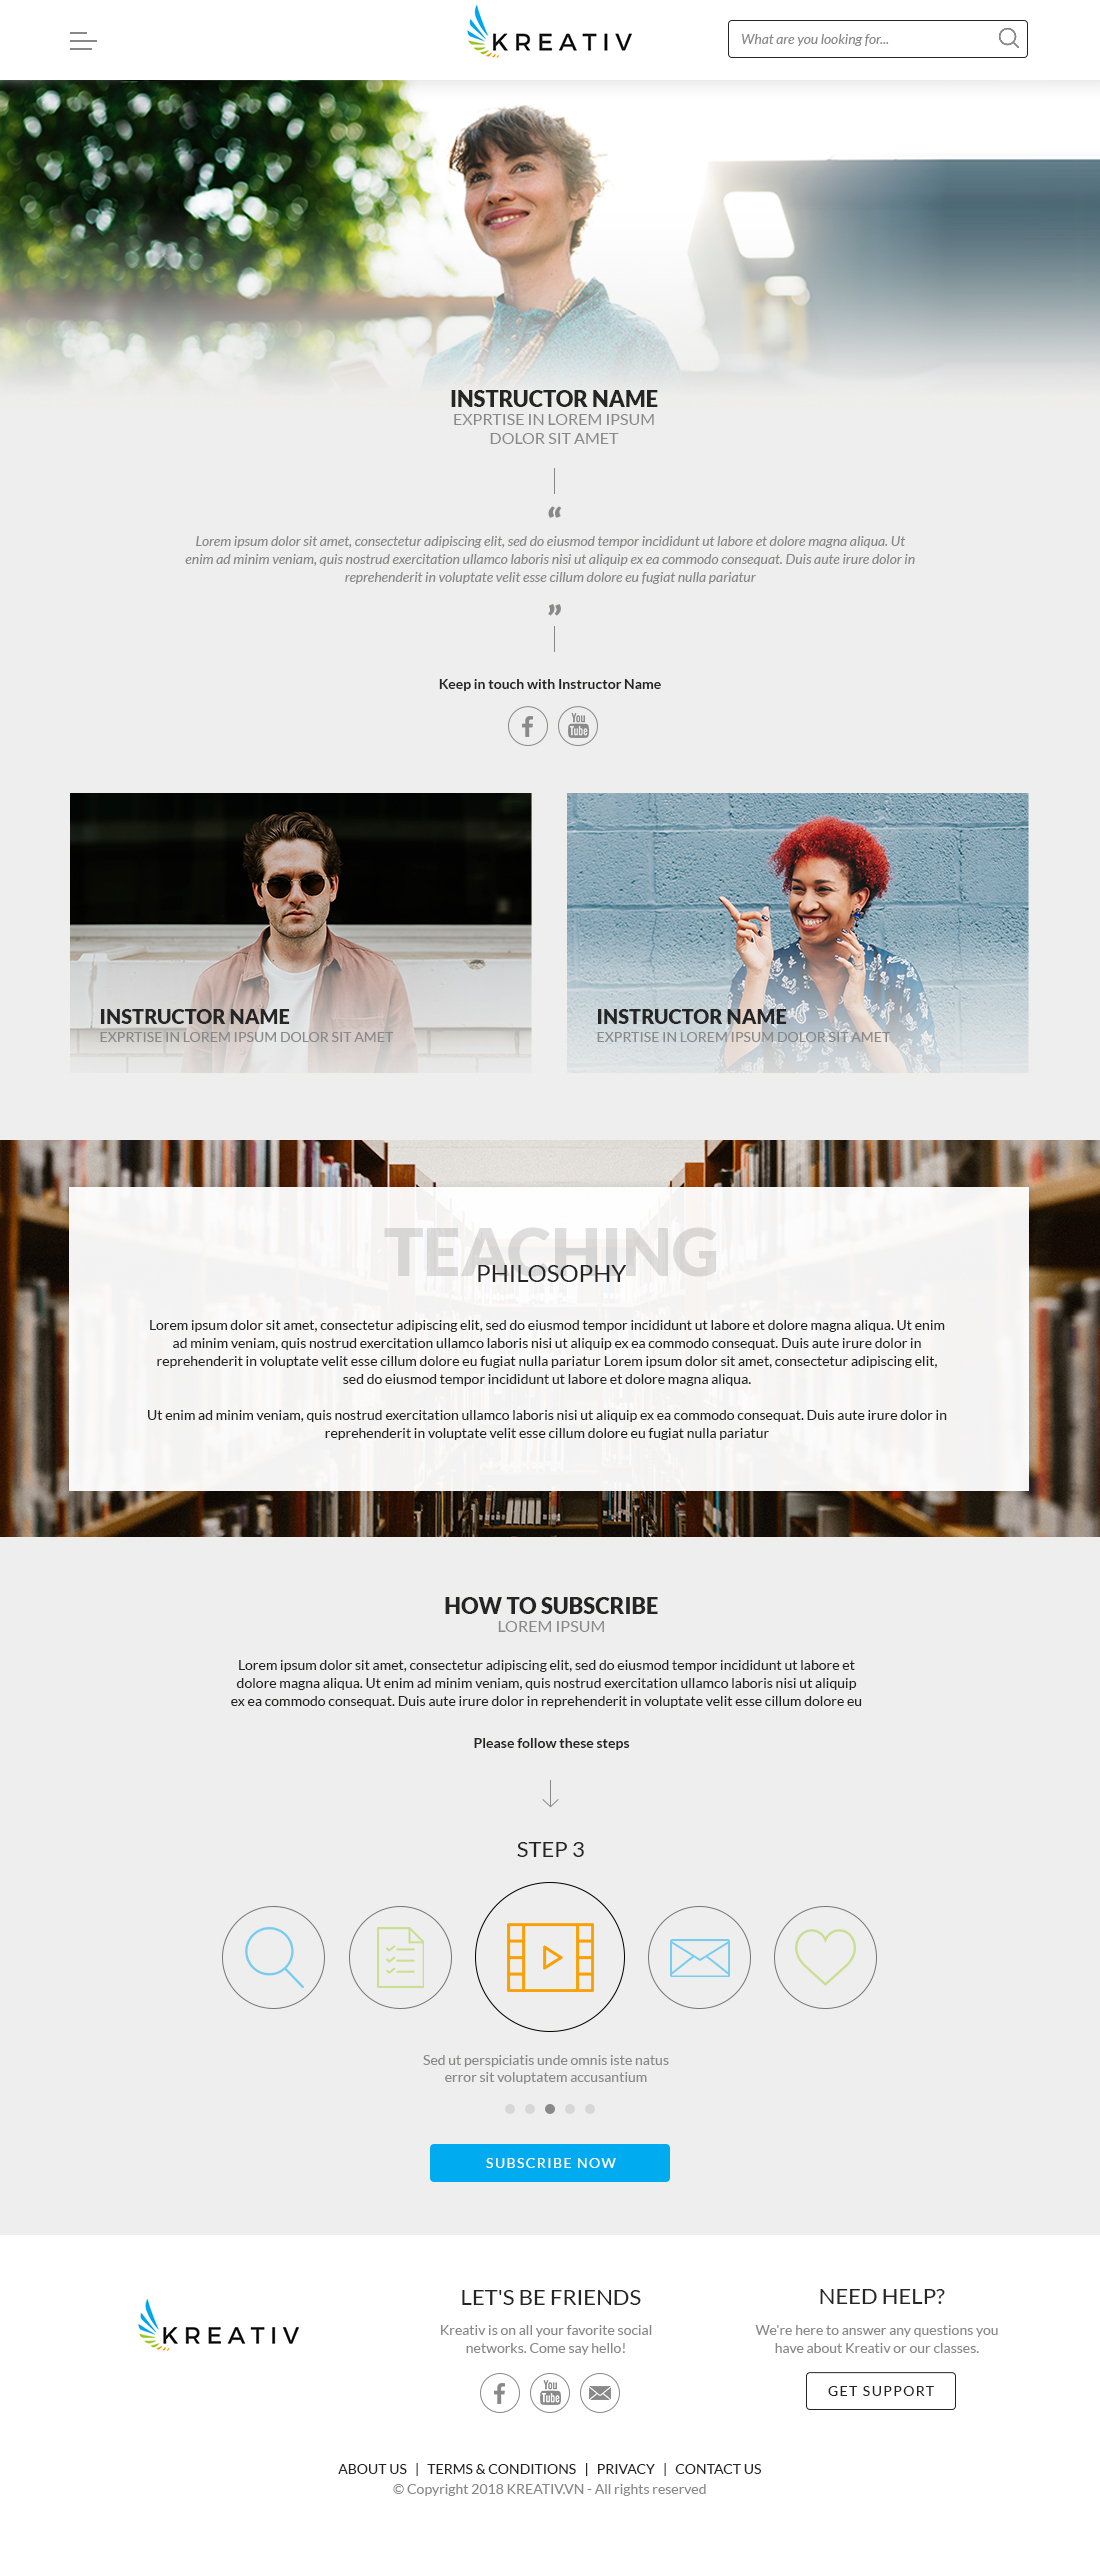 KREATIV
What are you looking for...
INSTRUCTOR NAME
EXPRTISE IN LOREM IPSUM
DOLOR SIT AMET
“
Lorem ipsum dolor sit amet, consectetur adipiscing elit, sed do eiusmod tempor incididunt ut labore et dolore magna aliqua. Ut
enim ad minim veniam, quis nostrud exercitation ullamco laboris nisi ut aliquip ex ea commodo consequat. Duis aute irure dolor in
reprehenderit in voluptate velit esse cillum dolore eu fugiat nulla pariatur
”
Keep in touch with Instructor Name
f
You
Tube
INSTRUCTOR NAME
EXPRTISE IN LOREM IPSUM DOLOR SIT AMET
INSTRUCTOR NAME
EXPRTISE IN LOREM IPSUM DOLOR SIT AMET
TEACHING
PHILOSOPHY
Lorem ipsum dolor sit amet, consectetur adipiscing elit, sed do eiusmod tempor incididunt ut labore et dolore magna aliqua. Ut enim
ad minim veniam, quis nostrud exercitation ullamco laboris nisi ut aliquip ex ea commodo consequat. Duis aute irure dolor in
reprehenderit in voluptate velit esse cillum dolore eu fugiat nulla pariatur Lorem ipsum dolor sit amet, consectetur adipiscing elit,
sed do eiusmod tempor incididunt ut labore et dolore magna aliqua.
Ut enim ad minim veniam, quis nostrud exercitation ullamco laboris nisi ut aliquip ex ea commodo consequat. Duis aute irure dolor in
reprehenderit in voluptate velit esse cillum dolore eu fugiat nulla pariatur
HOW TO SUBSCRIBE
LOREM IPSUM
Lorem ipsum dolor sit amet, consectetur adipiscing elit, sed do eiusmod tempor incididunt ut labore et
dolore magna aliqua. Ut enim ad minim veniam, quis nostrud exercitation ullamco laboris nisi ut aliquip
ex ea commodo consequat. Duis aute irure dolor in reprehenderit in voluptate velit esse cillum dolore eu
Please follow these steps
STEP 3
Sed ut perspiciatis unde omnis iste natus
error sit voluptatem accusantium
SUBSCRIBE NOW
KREATIV
LET'S BE FRIENDS
Kreativ is on all your favorite social
networks. Come say hello!
f
You
Tube
NEED HELP?
We're here to answer any questions you
have about Kreativ or our classes.
GET SUPPORT
ABOUT US | TERMS & CONDITIONS | PRIVACY | CONTACT US
© Copyright 2018 KREATIV.VN - All rights reserved